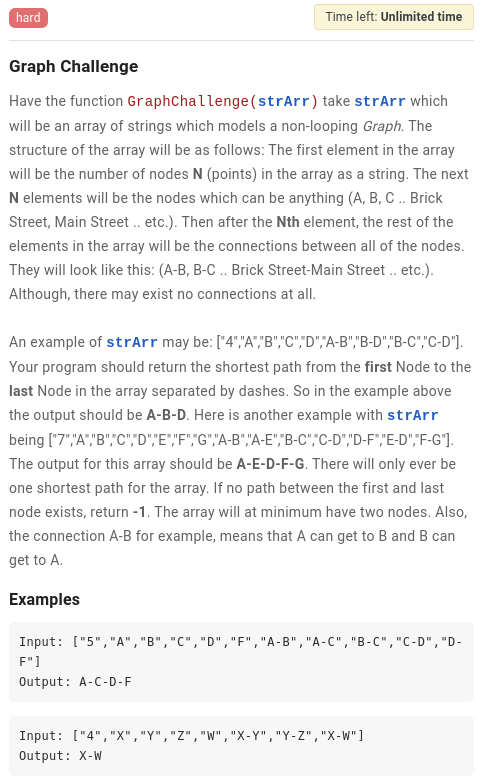 hard
Time left: Unlimited time
Graph Challenge
Have the function GraphChallenge(strArr) take strArr which
will be an array of strings which models a non-looping Graph. The
structure of the array will be as follows: The first element in the array
will be the number of nodes N (points) in the array as a string. The next
N elements will be the nodes which can be anything (A, B, C .. Brick
Street, Main Street .. etc.). Then after the Nth element, the rest of the
elements in the array will be the connections between all of the nodes.
They will look like this: (A-B, B-C .. Brick Street-Main Street .. etc.).
Although, there may exist no connections at all.
An example of strArr may be: ["4","A","B","C","D","A-B","B-D","B-C","C-D"].
Your program should return the shortest path from the first Node to the
last Node in the array separated by dashes. So in the example above
the output should be A-B-D. Here is another example with strArr
being ["7","A","B","C","D","E","F","G","A-B","A-E","B-C","C-D","D-F","E-D","F-G"].
The output for this array should be A-E-D-F-G. There will only ever be
one shortest path for the array. If no path between the first and last
node exists, return -1. The array will at minimum have two nodes. Also,
the connection A-B for example, means that A can get to B and B can
get to A.
Examples
Input: ["5","A","B","C","D","F","A-B","A-C","B-C","C-D","D-
F"]
Output: A-C-D-F
Input: ["4","X","Y","Z","W","X-Y","Y-Z","X-W"]
Output: X-W